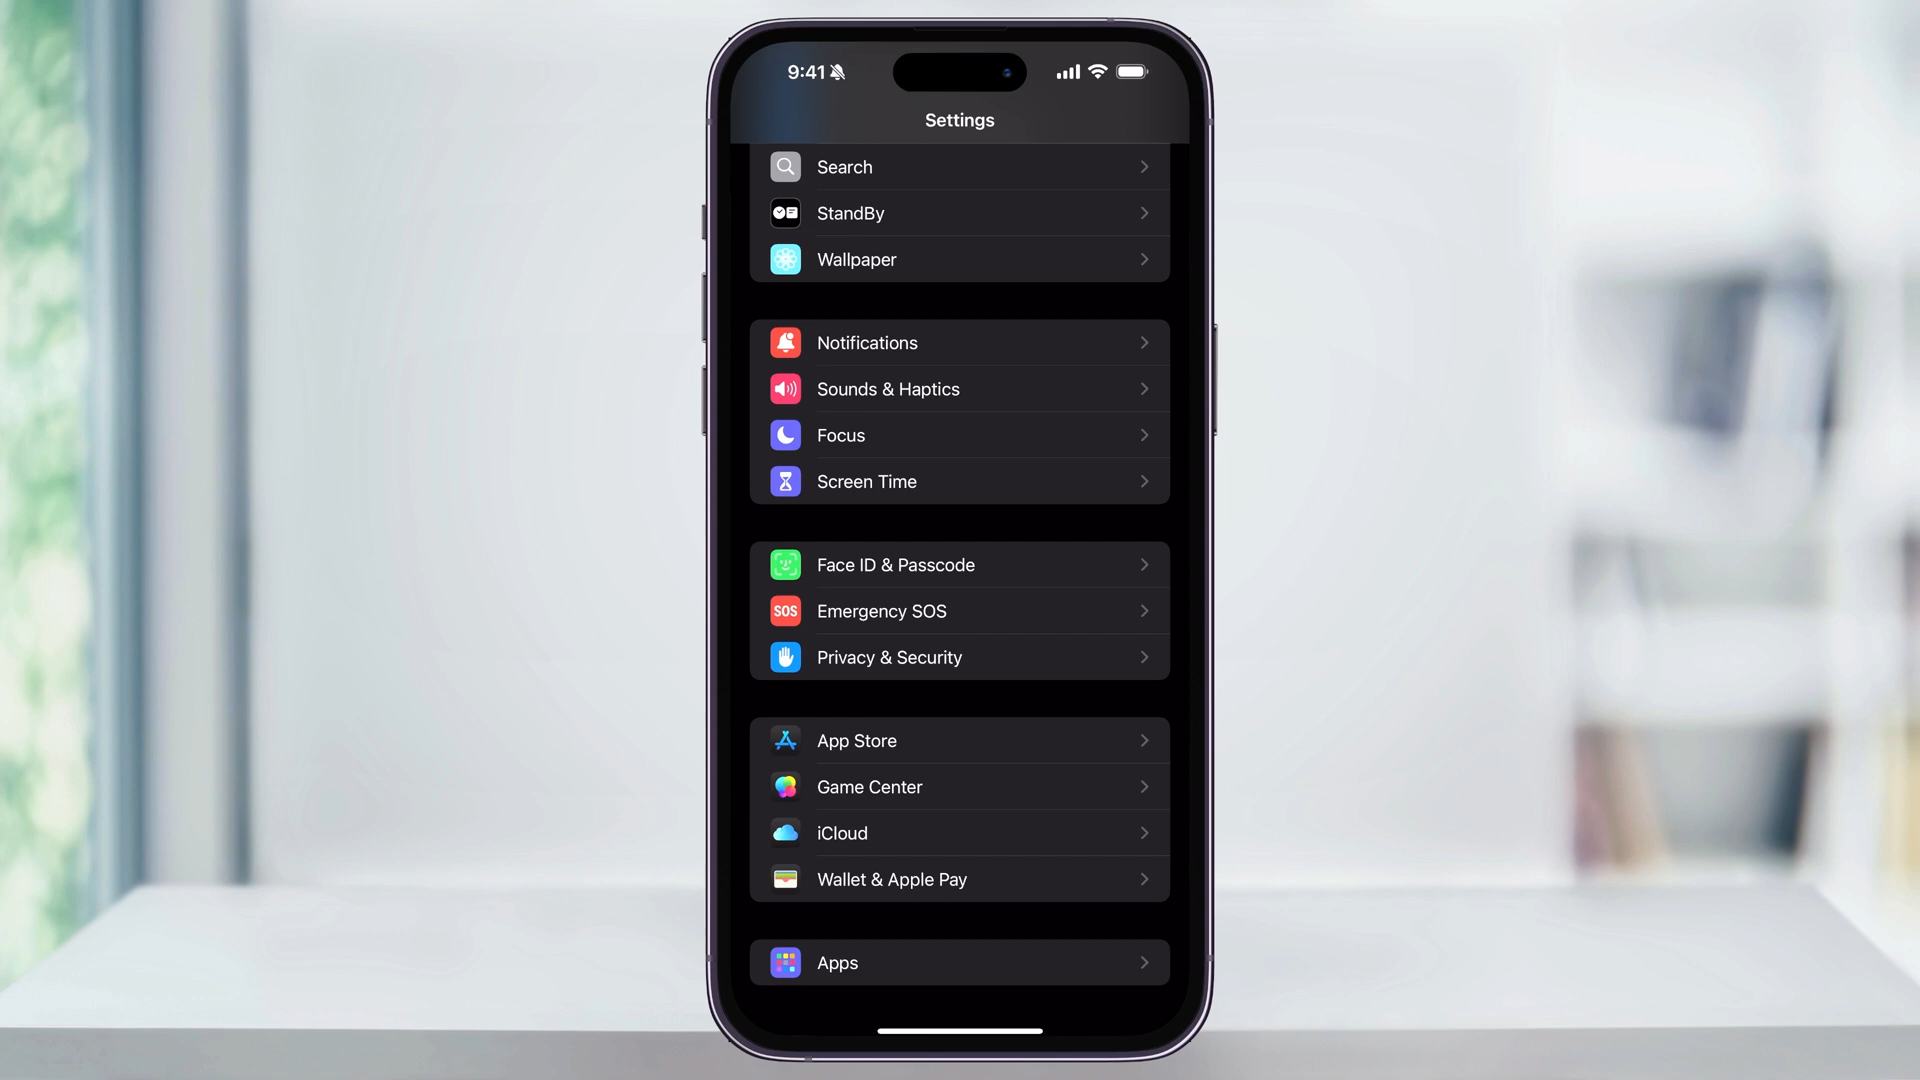 9:41
Settings
Search
StandBy
Wallpaper
Notifications
Sounds & Haptics
Focus
Screen Time
Face ID & Passcode
SOS Emergency SOS
Privacy & Security
App Store
Game Center
iCloud
Wallet & Apple Pay
Apps